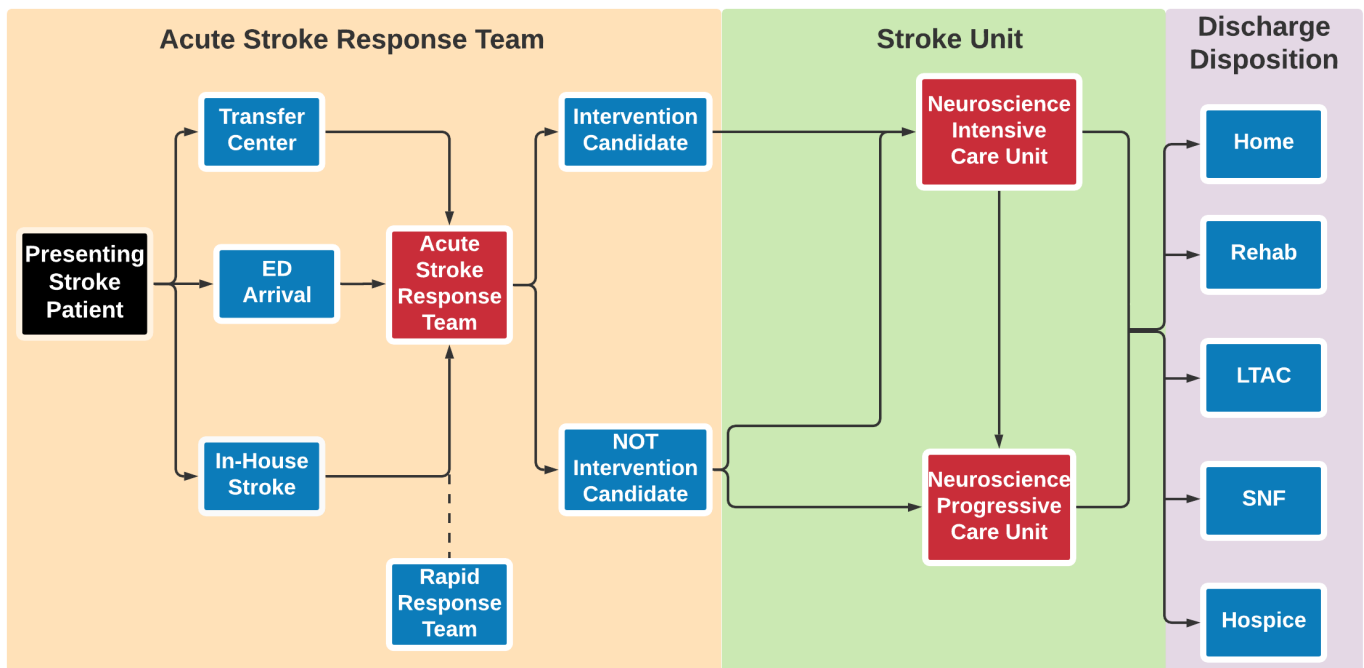 Acute Stroke Response Team
Stroke Unit
Discharge
Disposition
Presenting
Stroke
Patient
Transfer
Center
ED
Arrival
In-House
Stroke
Acute
Stroke
Response
Team
Rapid
Response
Team
Intervention
Candidate
NOT
Intervention
Candidate
Neuroscience
Intensive
Care Unit
Neuroscience
Progressive
Care Unit
Home
Rehab
LTAC
SNF
Hospice